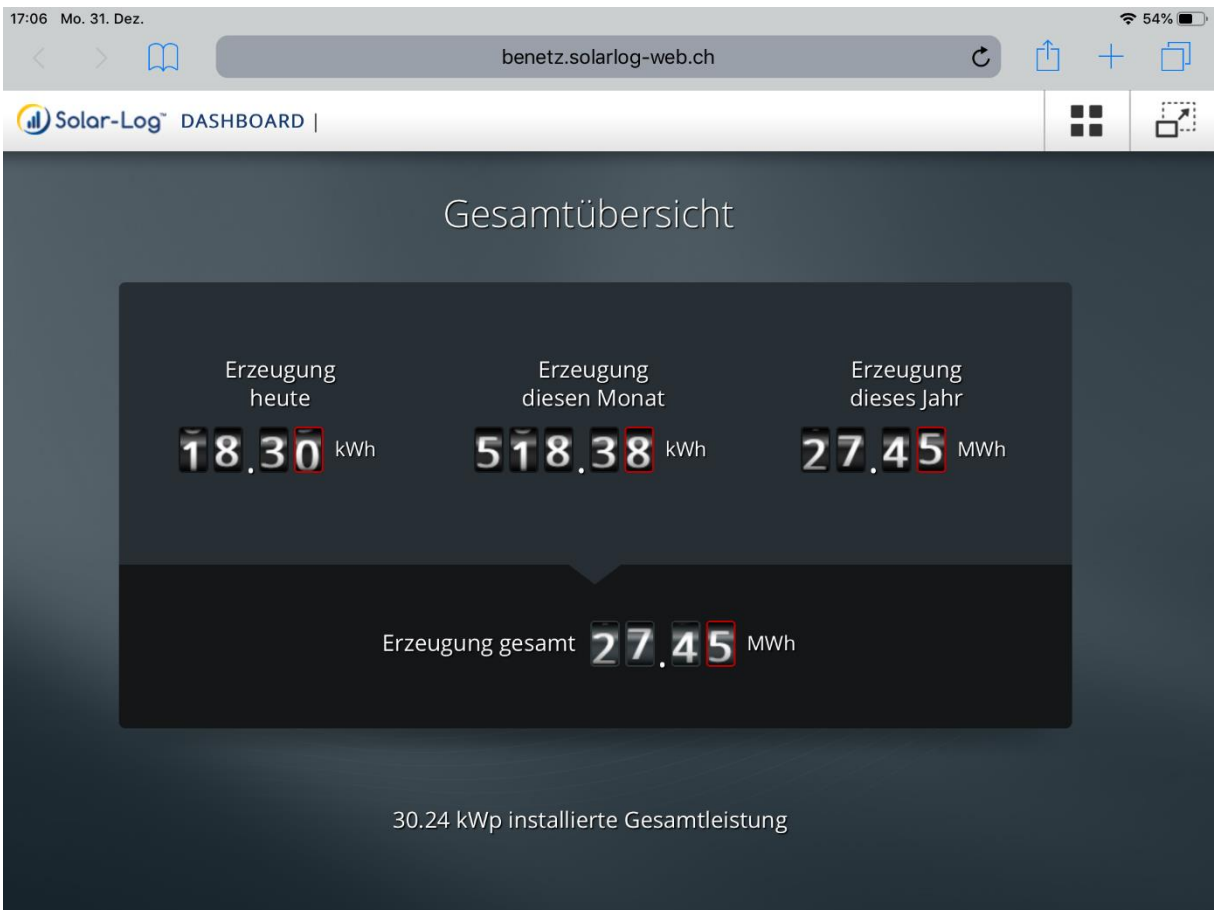 17:06 Mo. 31. Dez.
54%
benetz.solarlog-web.ch
Solar-Log™ DASHBOARD |
Gesamtübersicht
Erzeugung
heute
18.30 kWh
Erzeugung
diesen Monat
518.38 kWh
Erzeugung
dieses Jahr
27.45 MWh
Erzeugung gesamt 27.45 MWh
30.24 kWp installierte Gesamtleistung